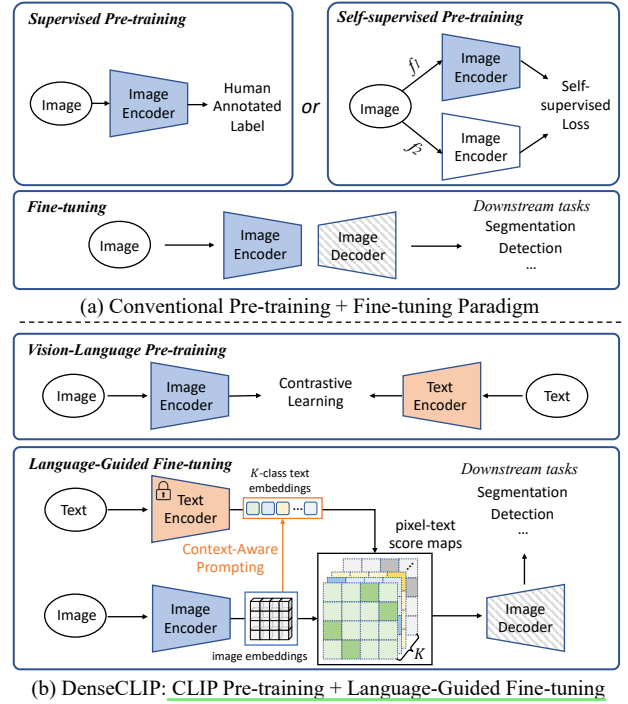 Supervised Pre-training
Image
Image
Encoder
Human
Annotated
Label
or
Self-supervised Pre-training
Image
f1
f2
Image
Encoder
Image
Encoder
Self-
supervised
Loss
Fine-tuning
Image
Image
Encoder
Image
Decoder
Downstream tasks
Segmentation
Detection
...
(a) Conventional Pre-training + Fine-tuning Paradigm
Vision-Language Pre-training
Image
Image
Encoder
Contrastive
Learning
Text
Encoder
Text
Language-Guided Fine-tuning
Text
Text
Encoder
K-class text
embeddings
...
Context-Aware
Prompting
Image
Image
Encoder
image embeddings
pixel-text
score maps
...
K
Image
Decoder
Downstream tasks
Segmentation
Detection
...
(b) DenseCLIP: CLIP Pre-training + Language-Guided Fine-tuning